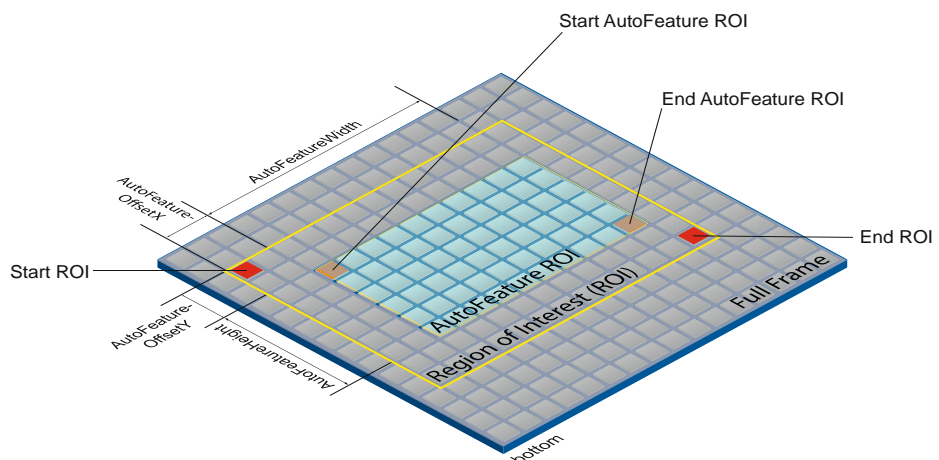 Start AutoFeature ROI
End AutoFeature ROI
AutoFeatureWidth
AutoFeature-
OffsetX
Start ROI
End ROI
AutoFeature ROI
Region of Interest (ROI)
Full Frame
AutoFeature-
OffsetY
AutoFeatureHeight
bottom